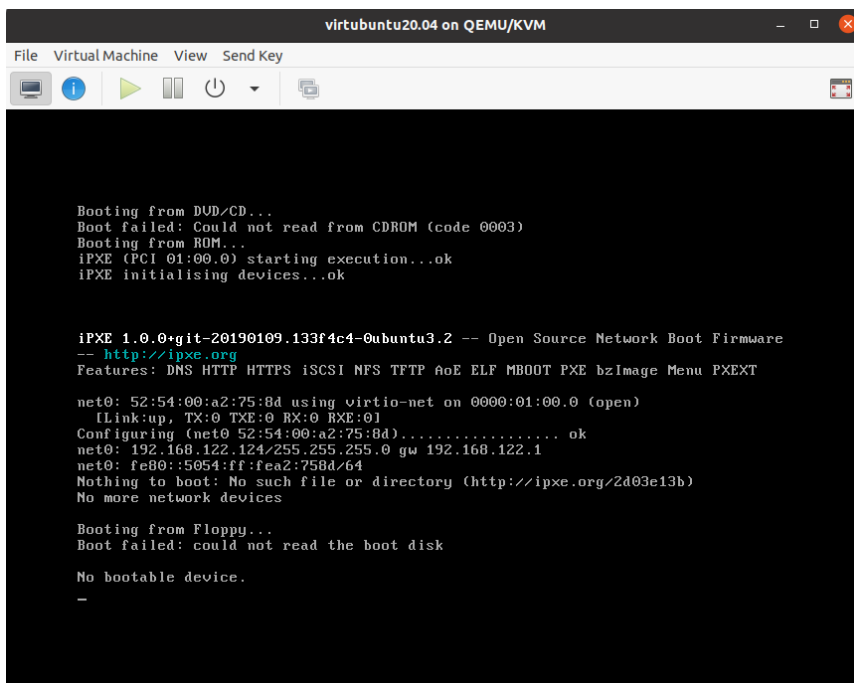 virtubuntu20.04 on QEMU/KVM
File Virtual Machine View Send Key
Booting from DVD/CD...
Boot failed: Could not read from CDROM (code 0003)
Booting from ROM...
iPXE (PCI 01:00.0) starting execution...ok
iPXE initialising devices...ok
iPXE 1.0.0+git-20190109.133f4c4-0ubuntu3.2 -- Open Source Network Boot Firmware
-- http://ipxe.org
Features: DNS HTTP HTTPS iSCSI NFS TFTP AoE ELF MBOOT PXE bzImage Menu PXEXT
net0: 52:54:00:a2:75:8d using virtio-net on 0000:01:00.0 (open)
[Link:up, TX:0 TXE:0 RX:0 RXE:0]
Configuring (net0 52:54:00:a2:75:8d).................. ok
net0: 192.168.122.124/255.255.255.0 gw 192.168.122.1
net0: fe80::5054:ff:fea2:758d/64
Nothing to boot: No such file or directory (http://ipxe.org/2d03e13b)
No more network devices
Booting from Floppy...
Boot failed: could not read the boot disk
No bootable device.